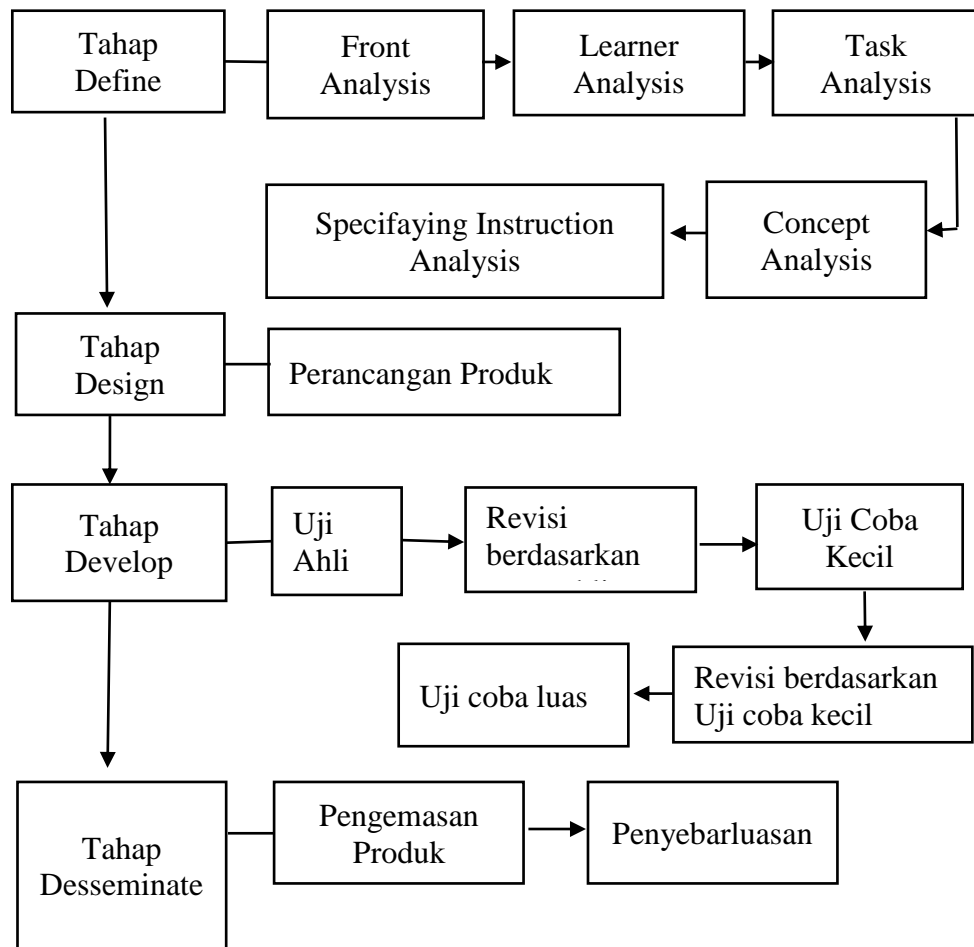 Tahap
Define
Front
Analysis
Learner
Analysis
Task
Analysis
Specifaying Instruction
Analysis
Concept
Analysis
Tahap
Design
Perancangan Produk
Tahap
Develop
Uji
Ahli
Revisi
berdasarkan
Uji Coba
Kecil
Uji coba luas
Revisi berdasarkan
Uji coba kecil
Tahap
Desseminate
Pengemasan
Produk
Penyebarluasan